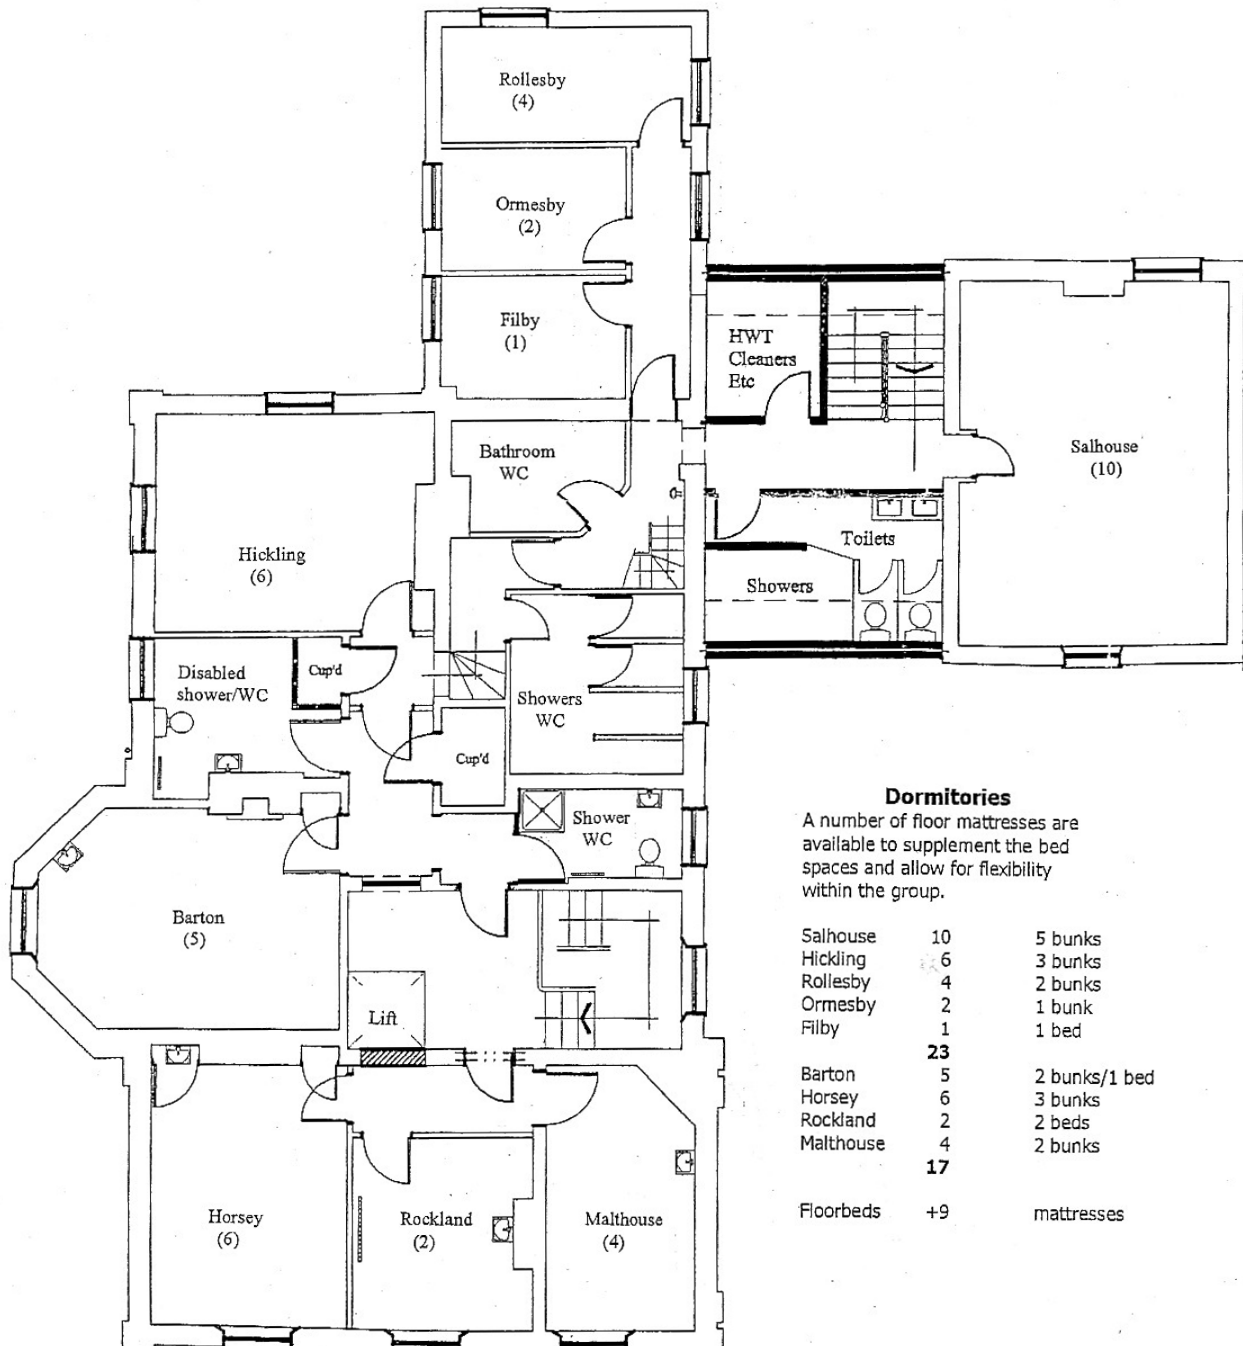 Rollesby
(4)
Ormesby
(2)
Filby
(1)
HWT
Cleaners
Etc
Salhouse
(10)
Bathroom
WC
Hickling
(6)
Toilets
Showers
Disabled
shower/WC
Cup'd
Showers
WC
Cup'd
Shower
WC
Barton
(5)
Lift
Horsey
(6)
Rockland
(2)
Malthouse
(4)
Dormitories
A number of floor mattresses are
available to supplement the bed
spaces and allow for flexibility
within the group.
Salhouse 10 5 bunks
Hickling 6 3 bunks
Rollesby 4 2 bunks
Ormesby 2 1 bunk
Filby 1 1 bed
23
Barton 5 2 bunks/1 bed
Horsey 6 3 bunks
Rockland 2 2 beds
Malthouse 4 2 bunks
17
Floorbeds +9 mattresses